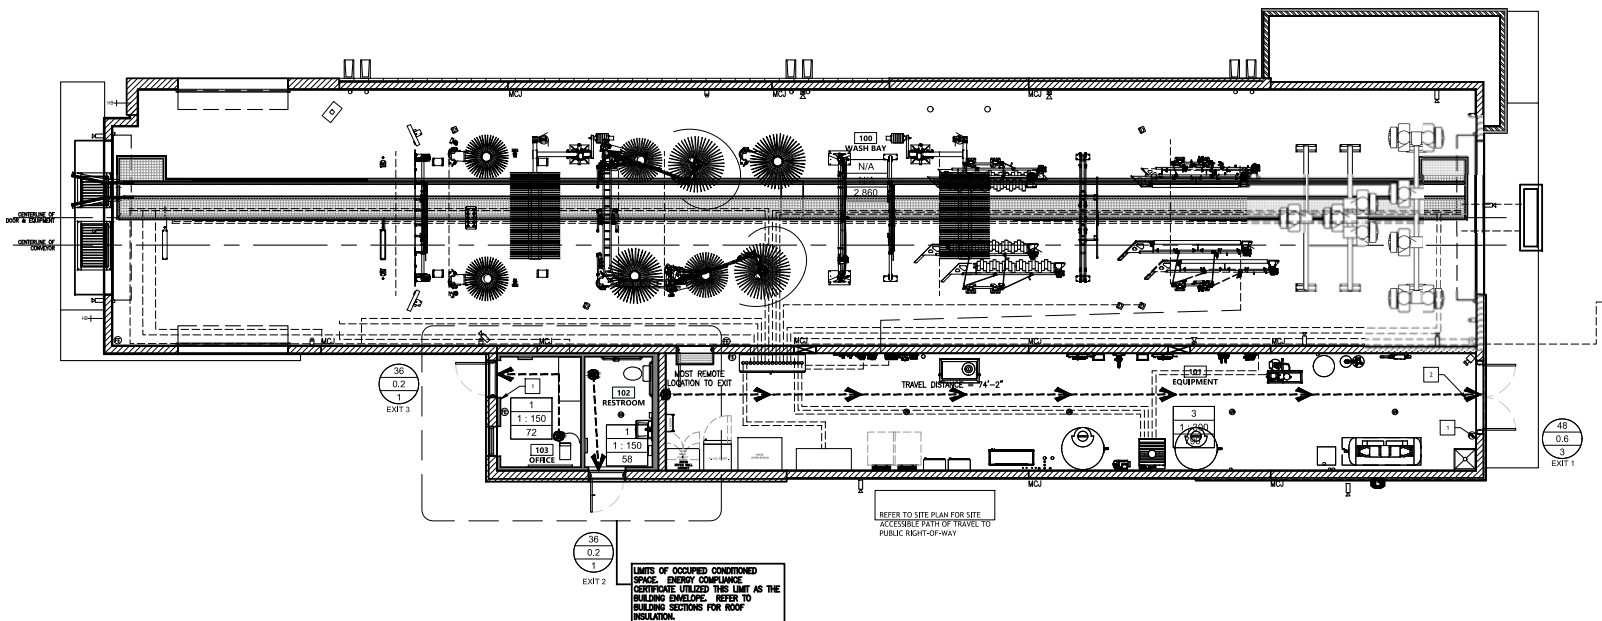 MCJ
MCJ
MCJ
100
WASH BAY
N/A
2,860
CENTERLINE OF
DOOR & EQUIPMENT
CENTERLINE OF
CONVEYOR
MCJ
MCJ
MCJ
MCJ
MCJ
36
0.2
1
EXIT 3
MOST REMOTE
LOCATION TO EXIT
TRAVEL DISTANCE = 74'-2"
101
EQUIPMENT
3
1 : 300
2
1
1
1
1 : 150
72
103
OFFICE
102
RESTROOM
1
1 : 150
58
48
0.6
3
EXIT 1
MCJ
MCJ
REFER TO SITE PLAN FOR SITE
ACCESSIBLE PATH OF TRAVEL TO
PUBLIC RIGHT-OF-WAY
36
0.2
1
EXIT 2
LIMITS OF OCCUPIED CONDITIONED
SPACE. ENERGY COMPLIANCE
CERTIFICATE UTILIZED THIS LIMIT AS THE
BUILDING ENVELOPE. REFER TO
BUILDING SECTIONS FOR ROOF
INSULATION.